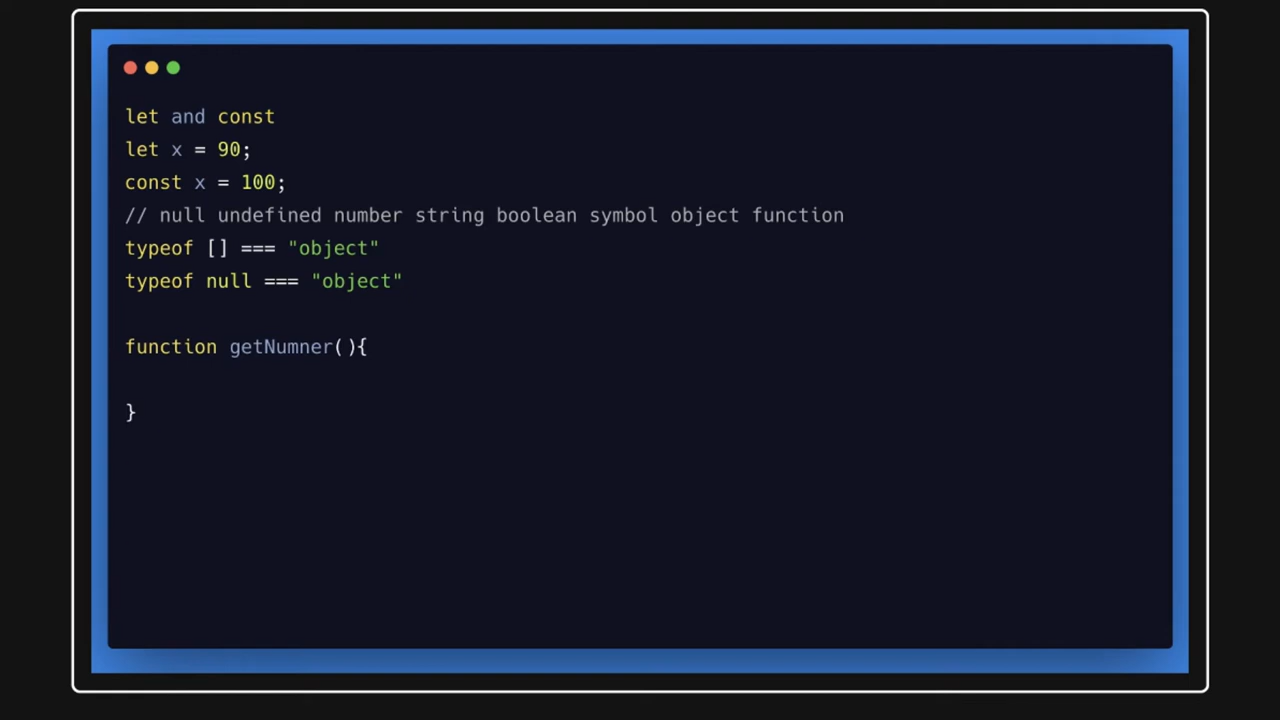 let and const
let x = 90;
const x = 100;
// null undefined number string boolean symbol object function
typeof [] === "object"
typeof null === "object"
function getNumner(){
}